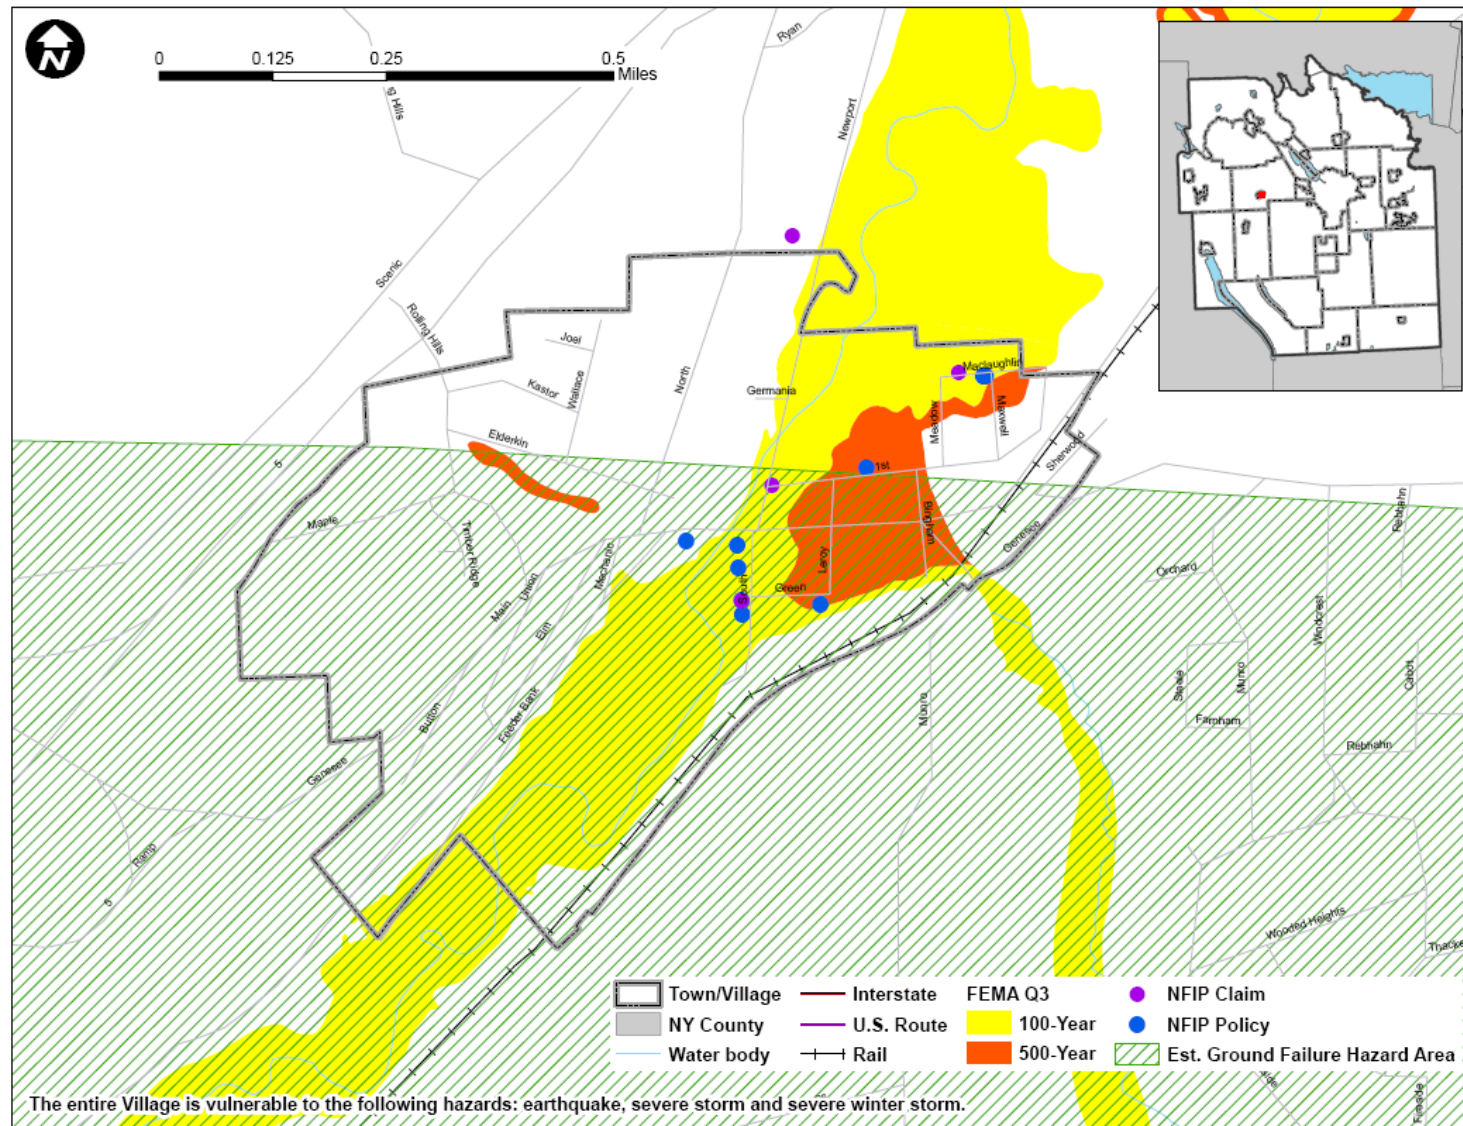 N
0 0.125 0.25 0.5
Miles
Ryan
g Hills
Newport
Scenic
Rolling Hills
Joel
Kastor
Wallace
North
Germania
Maclaughlin
Meadow
Maxwell
Sherwood
Elderkin
1st
5
Maple
Timber Ridge
Main
Union
Mechanic
Elm
South
Green
Leroy
Bingham
Genesee
Orchard
Rebhahn
Windcrest
Steele
Munro
Cabot
Farnham
Rebhahn
Munro
Button
Feeder Bank
Genesee
Ramp
5
Wooded Heights
Thacke
Town/Village
Interstate
FEMA Q3
NFIP Claim
NY County
U.S. Route
100-Year
NFIP Policy
Water body
Rail
500-Year
Est. Ground Failure Hazard Area
The entire Village is vulnerable to the following hazards: earthquake, severe storm and severe winter storm.